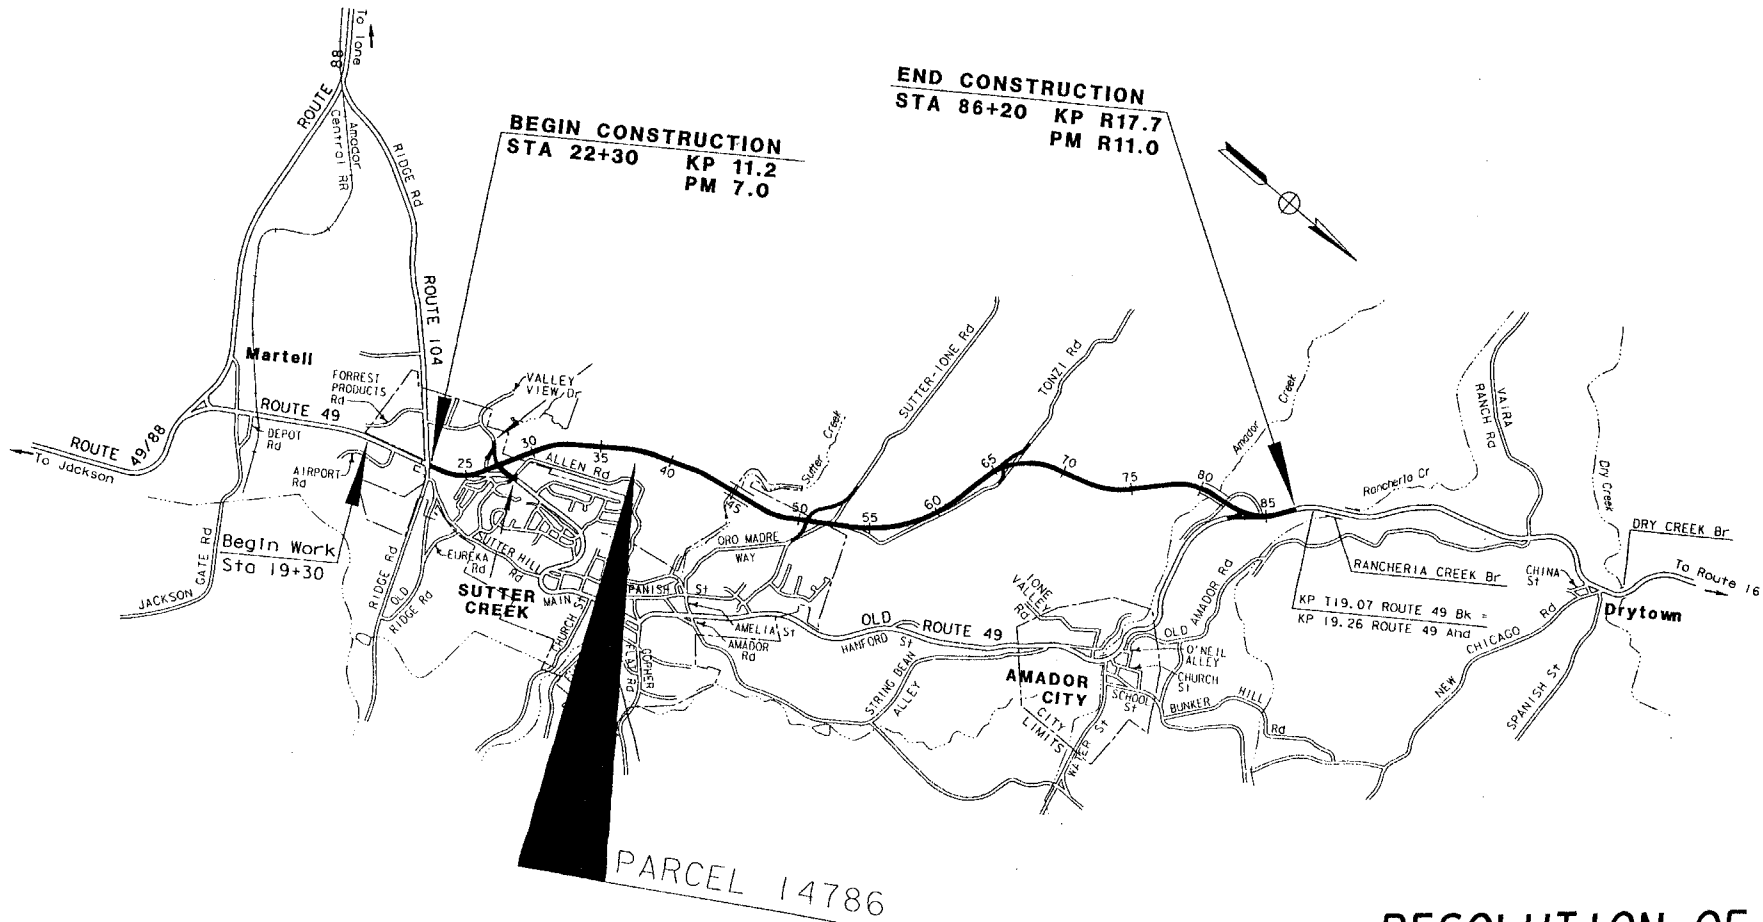 To Ione
ROUTE 88
Amador
Central RR
RIDGE Rd
ROUTE 104
BEGIN CONSTRUCTION
STA 22+30 KP 11.2
PM 7.0
END CONSTRUCTION
STA 86+20 KP R17.7
PM R11.0
Martell
FORREST
PRODUCTS
Rd
VALLEY
VIEW Dr
ROUTE 49
DEPOT
Rd
ROUTE 49/88
To Jackson
AIRPORT
Rd
25
30
ALLEN Rd
35
40
45
Sutter Creek
SUTTER-IONE Rd
TONZI Rd
50
55
60
65
70
75
80
85
Amador Creek
Rancheria Cr
VAIRA
RANCH Rd
Dry Creek
DRY CREEK Br
To Route 16
Begin Work
Sta 19+30
JACKSON GATE Rd
RIDGE Rd
OLD
RIDGE Rd
EUREKA
Rd
SUTTER HILL
Rd
SUTTER
CREEK
MAIN
SPANISH St
CHURCH St
GOPHER
FLAT Rd
ORO MADRE
WAY
AMELIA St
AMADOR
Rd
OLD ROUTE 49
HANFORD St
STRING BEAN
ALLEY
IONE
VALLEY
Rd
AMADOR
CITY
CITY
LIMITS
WATER St
SCHOOL
St
OLD AMADOR Rd
O'NEIL
ALLEY
CHURCH
St
BUNKER HILL Rd
RANCHERIA CREEK Br
KP T19.07 ROUTE 49 Bk =
KP 19.26 ROUTE 49 Ahd
CHINA
St
Drytown
NEW CHICAGO Rd
SPANISH St
PARCEL 14786
RESOLUTION OF